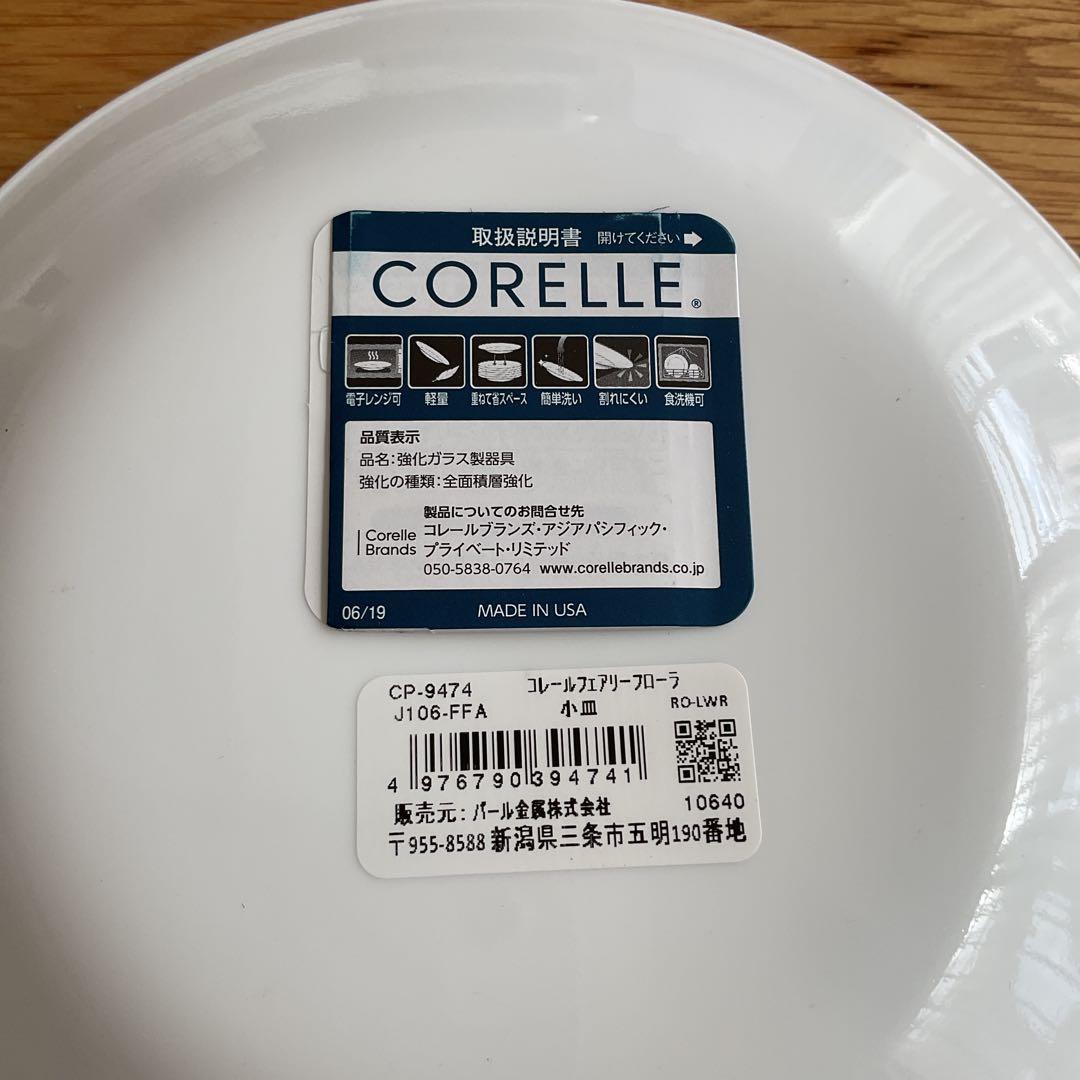 取扱説明書 開けてください
CORELLE®
電子レンジ可 軽量 重ねて省スペース 簡単洗い 割れにくい 食洗機可
品質表示
品名:強化ガラス製器具
強化の種類:全面積層強化
製品についてのお問合せ先
Corelle Brands
コレールブランズ・アジアパシフィック・
プライベート・リミテッド
050-5838-0764 www.corellebrands.co.jp
06/19 MADE IN USA
CP-9474 コレールフェアリーフローラ
J106-FFA 小皿 RO-LWR
4 976790 394741
販売元:パール金属株式会社 10640
〒955-8588 新潟県三条市五明190番地